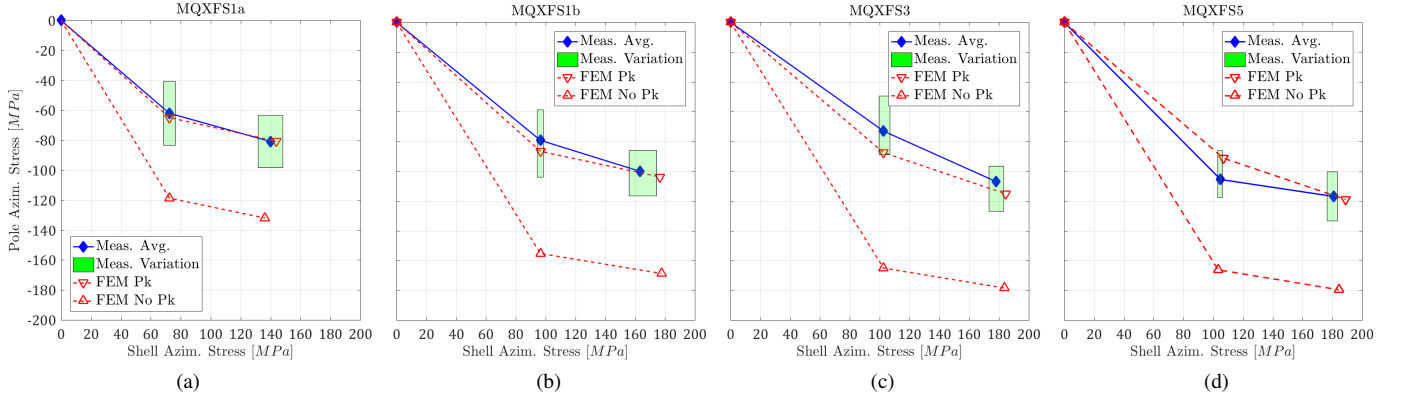 MQXFS1a
0
-20
-40
-60
-80
-100
-120
-140
-160
-180
-200
Pole Azim. Stress [MPa]
Meas. Avg.
Meas. Variation
FEM Pk
FEM No Pk
0 20 40 60 80 100 120 140 160 180 200
Shell Azim. Stress [MPa]
(a)
MQXFS1b
Meas. Avg.
Meas. Variation
FEM Pk
FEM No Pk
0 20 40 60 80 100 120 140 160 180 200
Shell Azim. Stress [MPa]
(b)
MQXFS3
Meas. Avg.
Meas. Variation
FEM Pk
FEM No Pk
0 20 40 60 80 100 120 140 160 180 200
Shell Azim. Stress [MPa]
(c)
MQXFS5
Meas. Avg.
Meas. Variation
FEM Pk
FEM No Pk
0 20 40 60 80 100 120 140 160 180 200
Shell Azim. Stress [MPa]
(d)